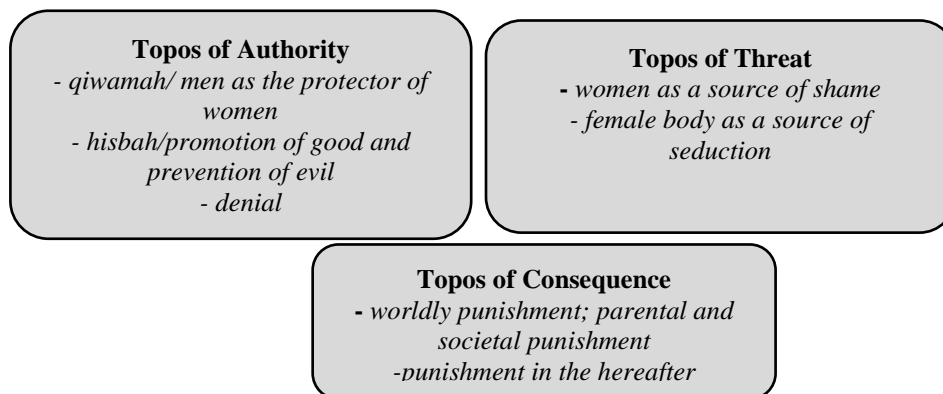 Topos of Authority
- qiwamah/ men as the protector of
women
- hisbah/promotion of good and
prevention of evil
- denial
Topos of Threat
- women as a source of shame
- female body as a source of
seduction
Topos of Consequence
- worldly punishment; parental and
societal punishment
-punishment in the hereafter